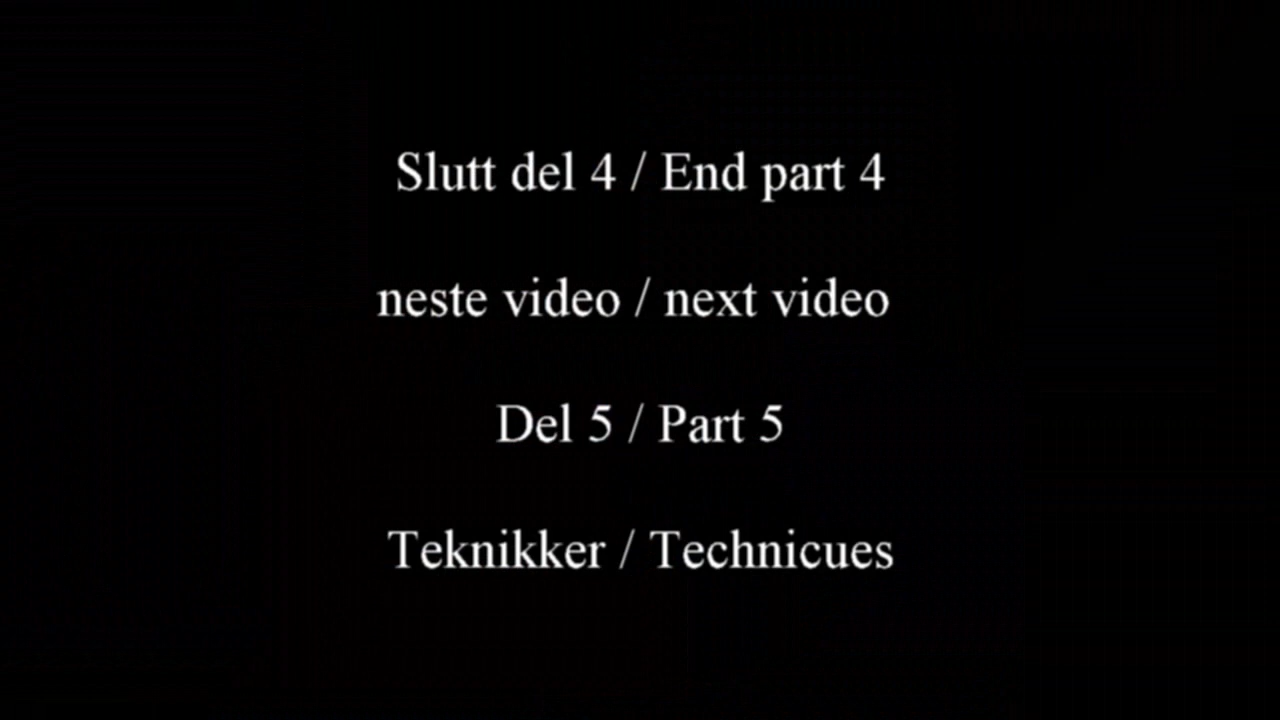 Slutt del 4 / End part 4
neste video / next video
Del 5 / Part 5
Teknikker / Technicues